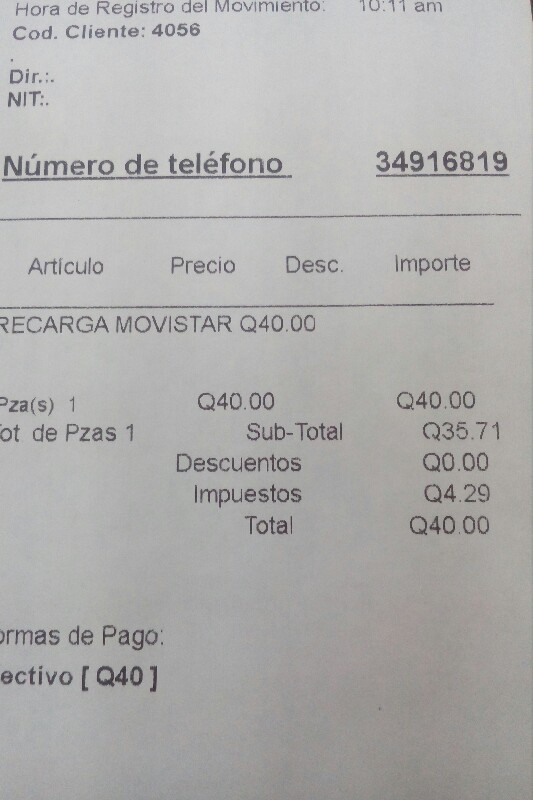 Hora de Registro del Movimiento: 10:11 am
Cod. Cliente: 4056
.
Dir.:.
NIT:.
Número de teléfono 34916819
Artículo Precio Desc. Importe
RECARGA MOVISTAR Q40.00
Pza(s) 1 Q40.00 Q40.00
Tot de Pzas 1 Sub-Total Q35.71
Descuentos Q0.00
Impuestos Q4.29
Total Q40.00
ormas de Pago:
ectivo [ Q40 ]